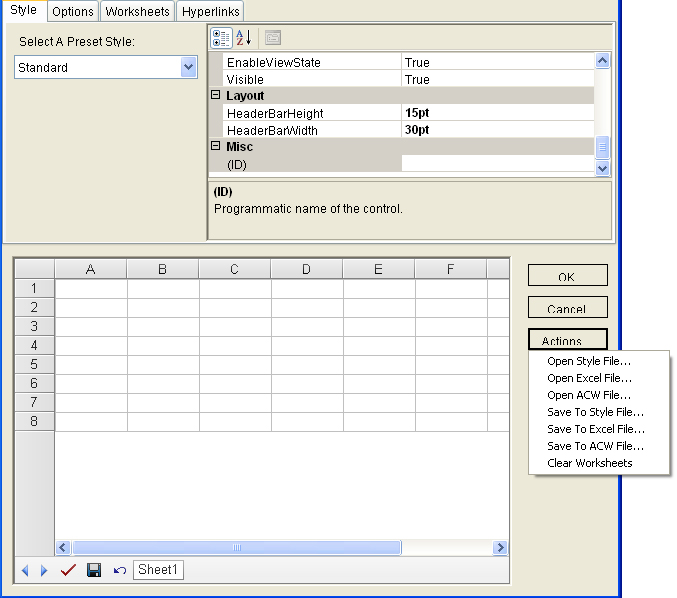 Style Options Worksheets Hyperlinks
Select A Preset Style:
Standard
EnableViewState True
Visible True
Layout
HeaderBarHeight 15pt
HeaderBarWidth 30pt
Misc
(ID)
(ID)
Programmatic name of the control.
A B C D E F
1
2
3
4
5
6
7
8
Sheet1
OK
Cancel
Actions
Open Style File...
Open Excel File...
Open ACW File...
Save To Style File...
Save To Excel File...
Save To ACW File...
Clear Worksheets